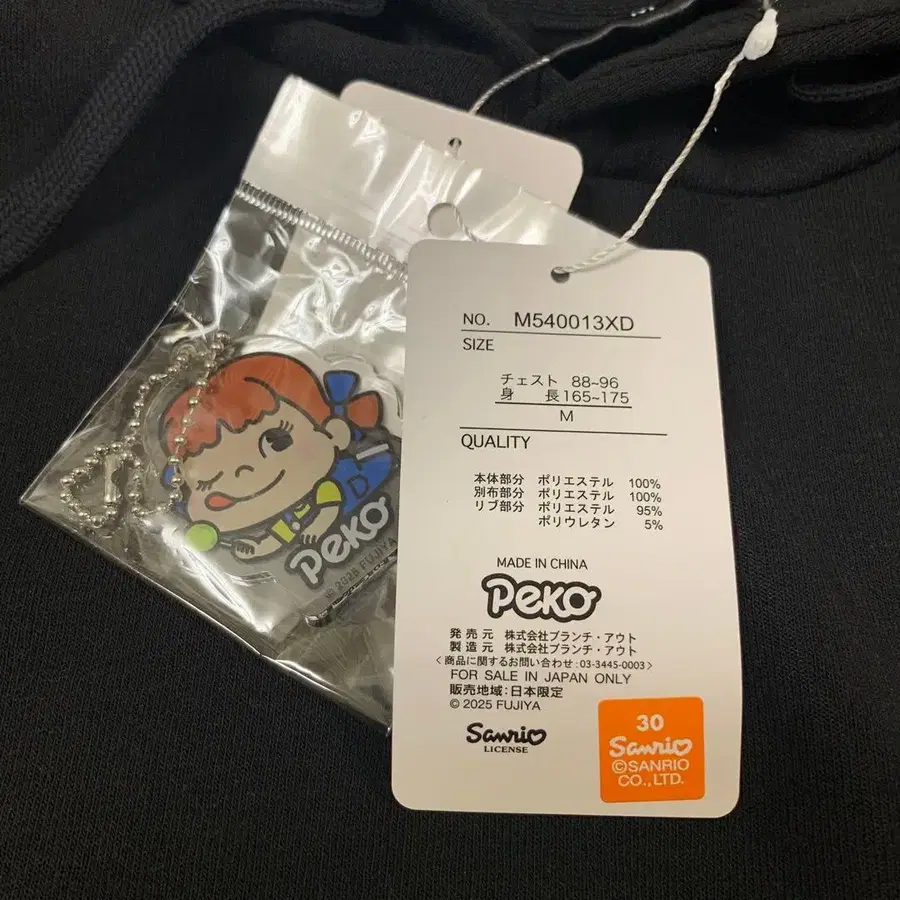 D
Peko
© 2025 FUJIYA
NO. M540013XD
SIZE
チェスト 88~96
身 長 165~175
M
QUALITY
本体部分 ポリエステル 100%
別布部分 ポリエステル 100%
リブ部分 ポリエステル 95%
ポリウレタン 5%
MADE IN CHINA
Peko
発 売 元 株式会社ブランチ・アウト
製 造 元 株式会社ブランチ・アウト
〈商品に関するお問い合わせ:03-3445-0003〉
FOR SALE IN JAPAN ONLY
販売地域:日本限定
© 2025 FUJIYA
Sanrio
LICENSE
30
Sanrio
©SANRIO
CO.,LTD.